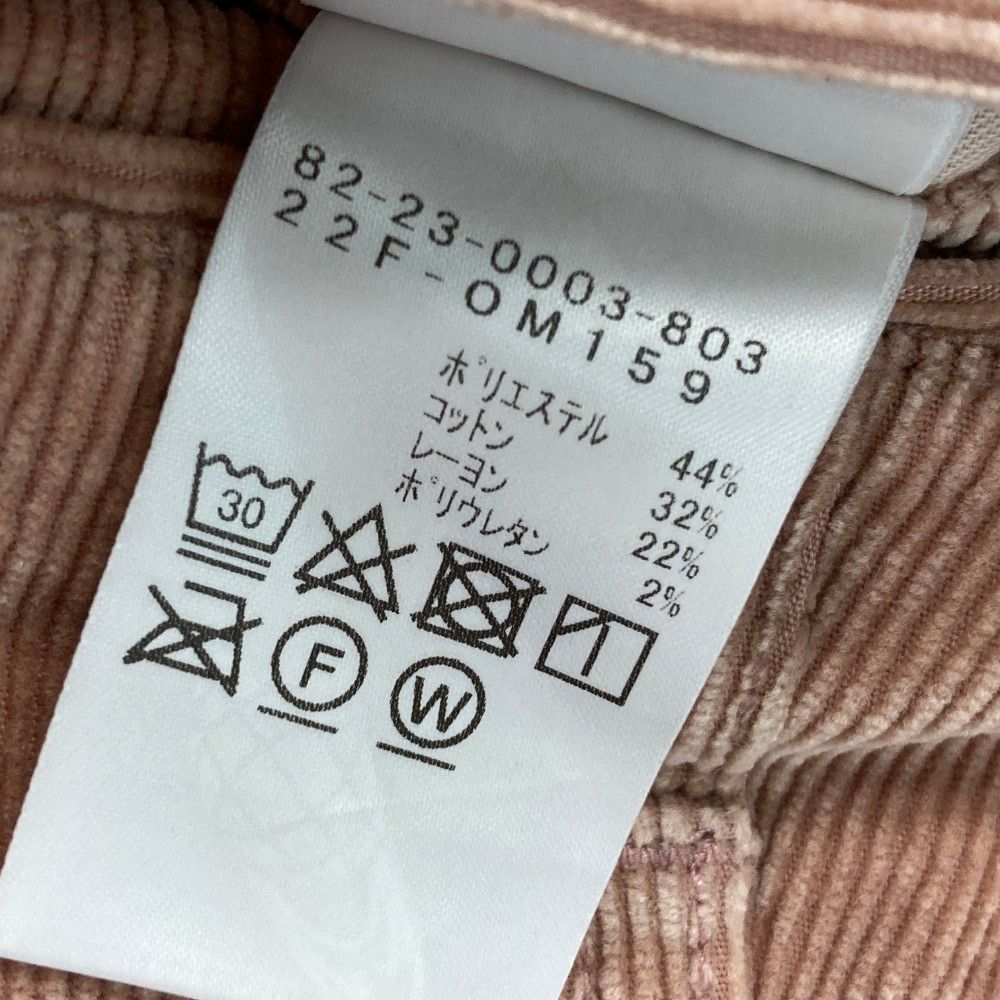 82-23-0003-803
22F-OM159
ポリエステル 44%
コットン 32%
レーヨン 22%
ポリウレタン 2%
30
F
W